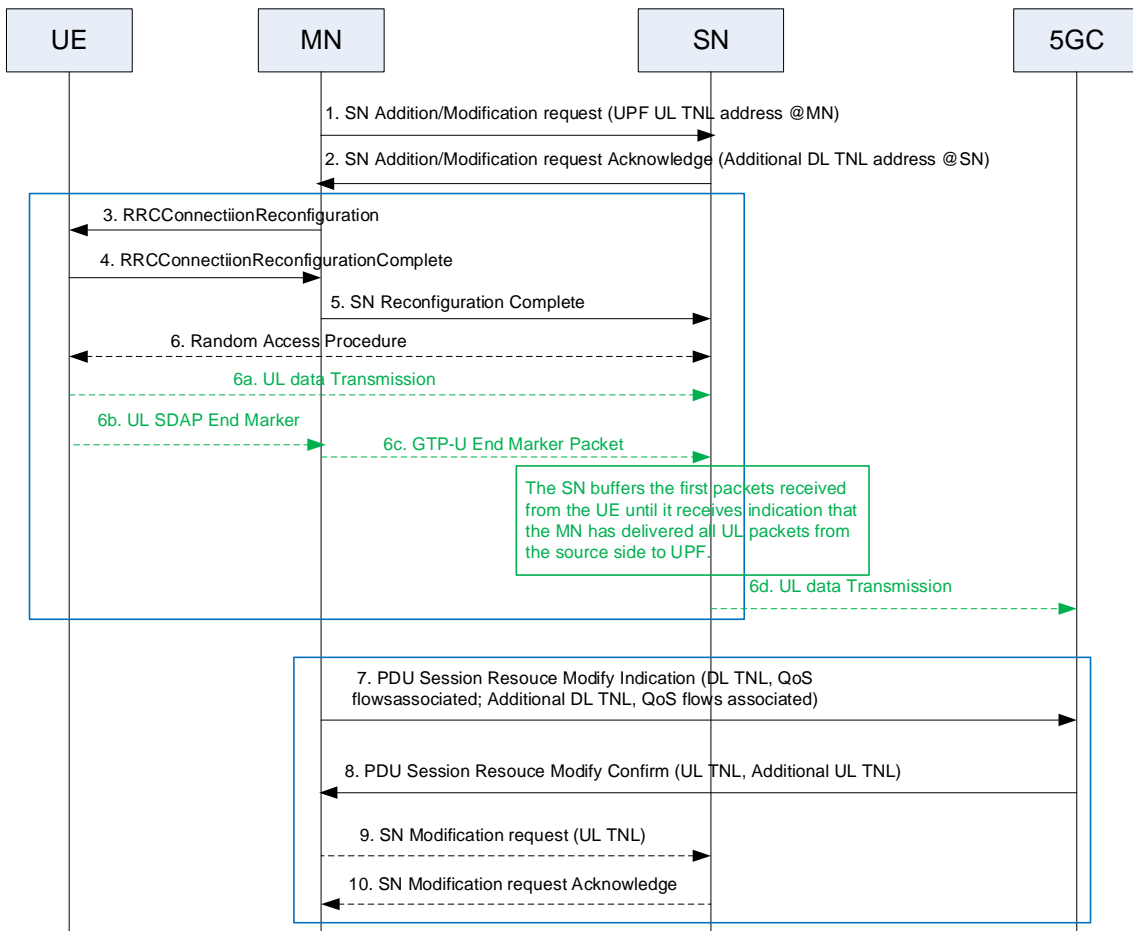 UE
MN
SN
5GC
1. SN Addition/Modification request (UPF UL TNL address @MN)
2. SN Addition/Modification request Acknowledge (Additional DL TNL address @SN)
3. RRCConnectiionReconfiguration
4. RRCConnectiionReconfigurationComplete
5. SN Reconfiguration Complete
6. Random Access Procedure
6a. UL data Transmission
6b. UL SDAP End Marker
6c. GTP-U End Marker Packet
The SN buffers the first packets received
from the UE until it receives indication that
the MN has delivered all UL packets from
the source side to UPF.
6d. UL data Transmission
7. PDU Session Resouce Modify Indication (DL TNL, QoS
flowsassociated; Additional DL TNL, QoS flows associated)
8. PDU Session Resouce Modify Confirm (UL TNL, Additional UL TNL)
9. SN Modification request (UL TNL)
10. SN Modification request Acknowledge